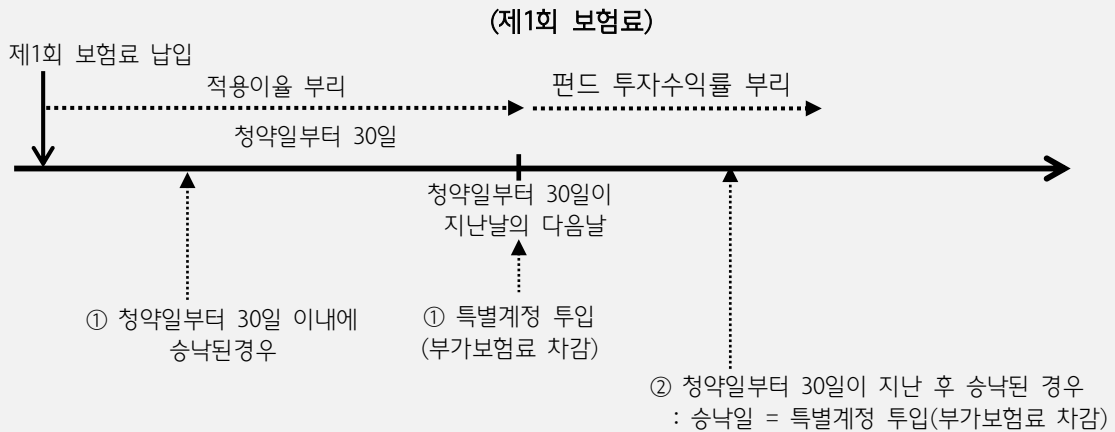 (제1회 보험료)
제1회 보험료 납입
적용이율 부리
펀드 투자수익률 부리
청약일부터 30일
청약일부터 30일이
지난날의 다음날
① 청약일부터 30일 이내에
승낙된경우
① 특별계정 투입
(부가보험료 차감)
② 청약일부터 30일이 지난 후 승낙된 경우
: 승낙일 = 특별계정 투입(부가보험료 차감)